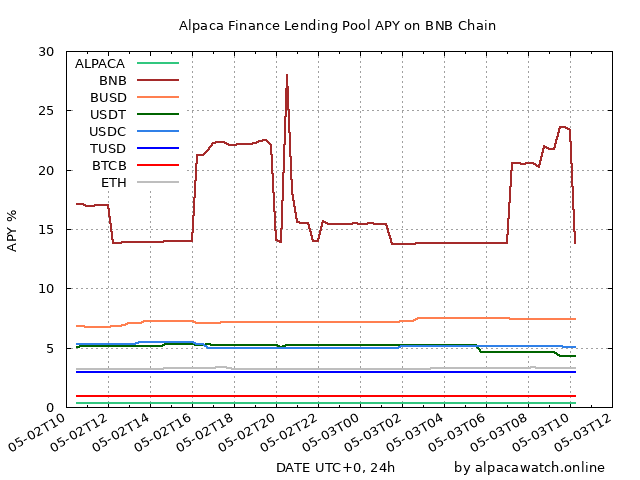 Alpaca Finance Lending Pool APY on BNB Chain
30
25
20
15
10
5
0
APY %
ALPACA
BNB
BUSD
USDT
USDC
TUSD
BTCB
ETH
05-02T10
05-02T12
05-02T14
05-02T16
05-02T18
05-02T20
05-02T22
05-03T00
05-03T02
05-03T04
05-03T06
05-03T08
05-03T10
05-03T12
DATE UTC+0, 24h
by alpacawatch.online